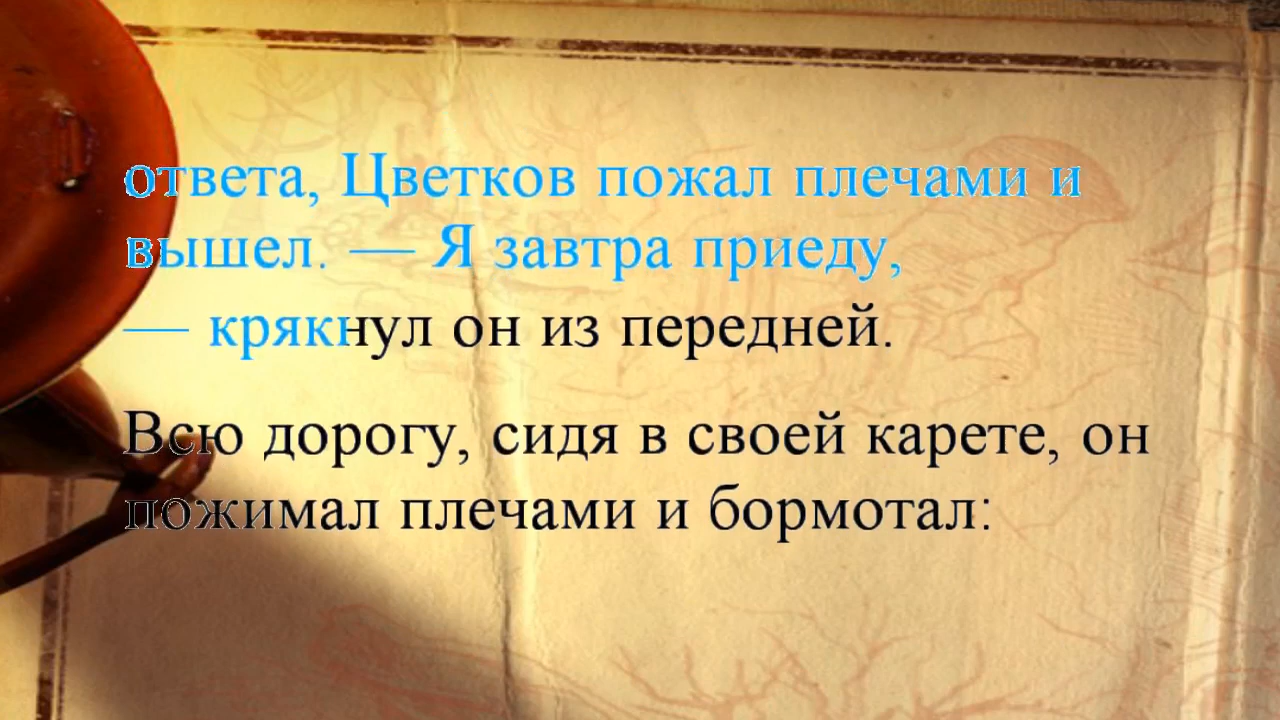 ответа, Цветков пожал плечами и
вышел. — Я завтра приеду,
— крякнул он из передней.
Всю дорогу, сидя в своей карете, он
пожимал плечами и бормотал: